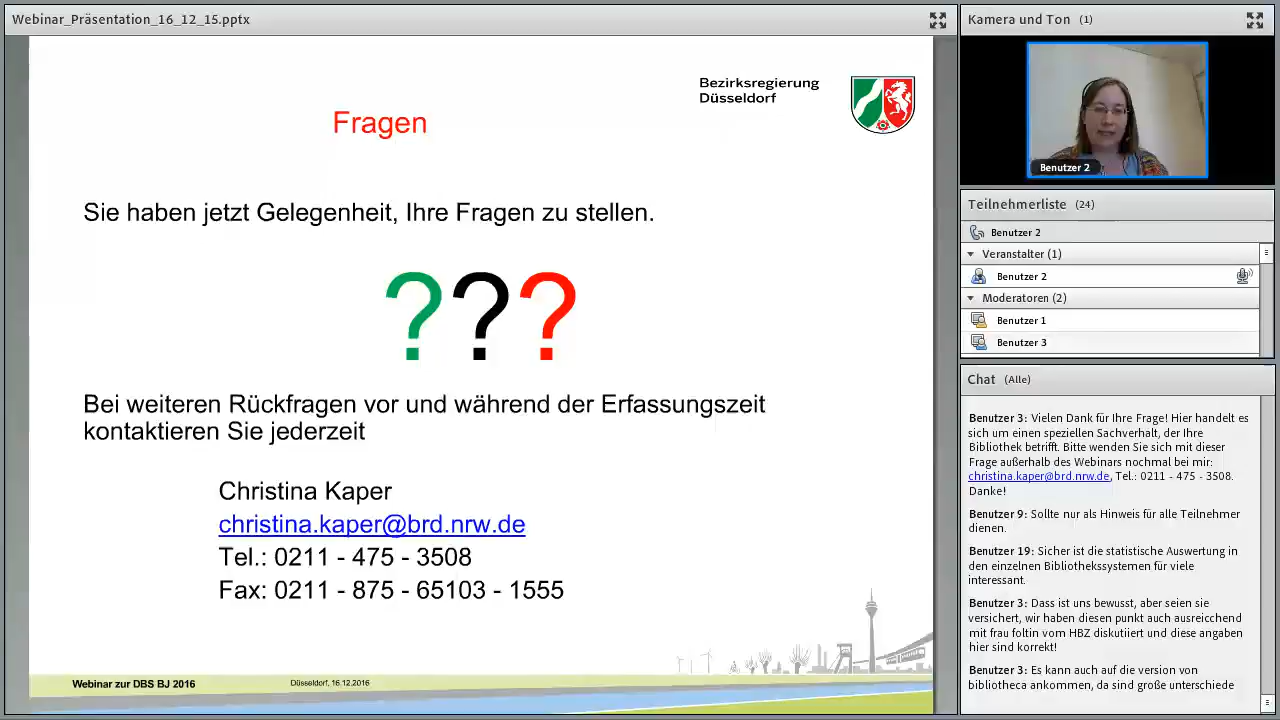 Webinar_Präsentation_16_12_15.pptx
Bezirksregierung
Düsseldorf
Fragen
Sie haben jetzt Gelegenheit, Ihre Fragen zu stellen.
???
Bei weiteren Rückfragen vor und während der Erfassungszeit
kontaktieren Sie jederzeit
Christina Kaper
christina.kaper@brd.nrw.de
Tel.: 0211 - 475 - 3508
Fax: 0211 - 875 - 65103 - 1555
Webinar zur DBS BJ 2016
Düsseldorf, 16.12.2016
Kamera und Ton (1)
Benutzer 2
Teilnehmerliste (24)
Benutzer 2
Veranstalter (1)
Benutzer 2
Moderatoren (2)
Benutzer 1
Benutzer 3
Chat (Alle)
Benutzer 3: Vielen Dank für Ihre Frage! Hier handelt es
sich um einen speziellen Sachverhalt, der Ihre
Bibliothek betrifft. Bitte wenden Sie sich mit dieser
Frage außerhalb des Webinars nochmal bei mir:
christina.kaper@brd.nrw.de, Tel.: 0211 - 475 - 3508.
Danke!
Benutzer 9: Sollte nur als Hinweis für alle Teilnehmer
dienen.
Benutzer 19: Sicher ist die statistische Auswertung in
den einzelnen Bibliothekssystemen für viele
interessant.
Benutzer 3: Dass ist uns bewusst, aber seien sie
versichert, wir haben diesen punkt auch ausreicchend
mit frau foltin vom HBZ diskutiiert und diese angaben
hier sind korrekt!
Benutzer 3: Es kann auch auf die version von
bibliotheca ankommen, da sind große unterschiede